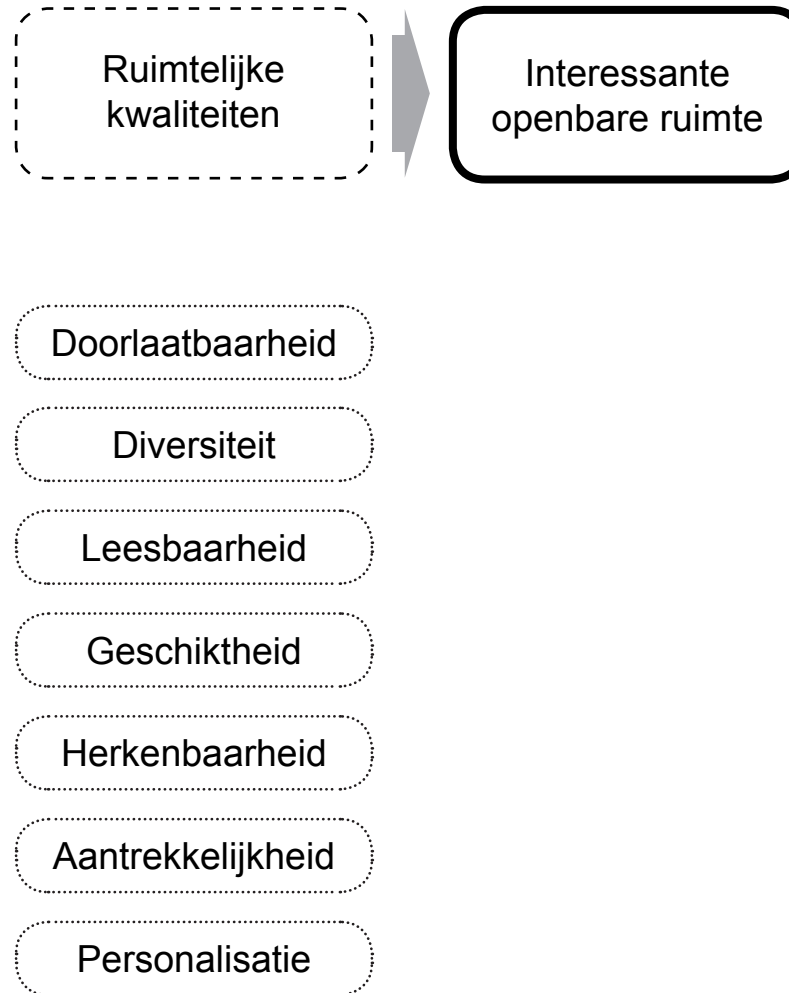 Ruimtelijke
kwaliteiten
Interessante
openbare ruimte
Doorlaatbaarheid
Diversiteit
Leesbaarheid
Geschiktheid
Herkenbaarheid
Aantrekkelijkheid
Personalisatie